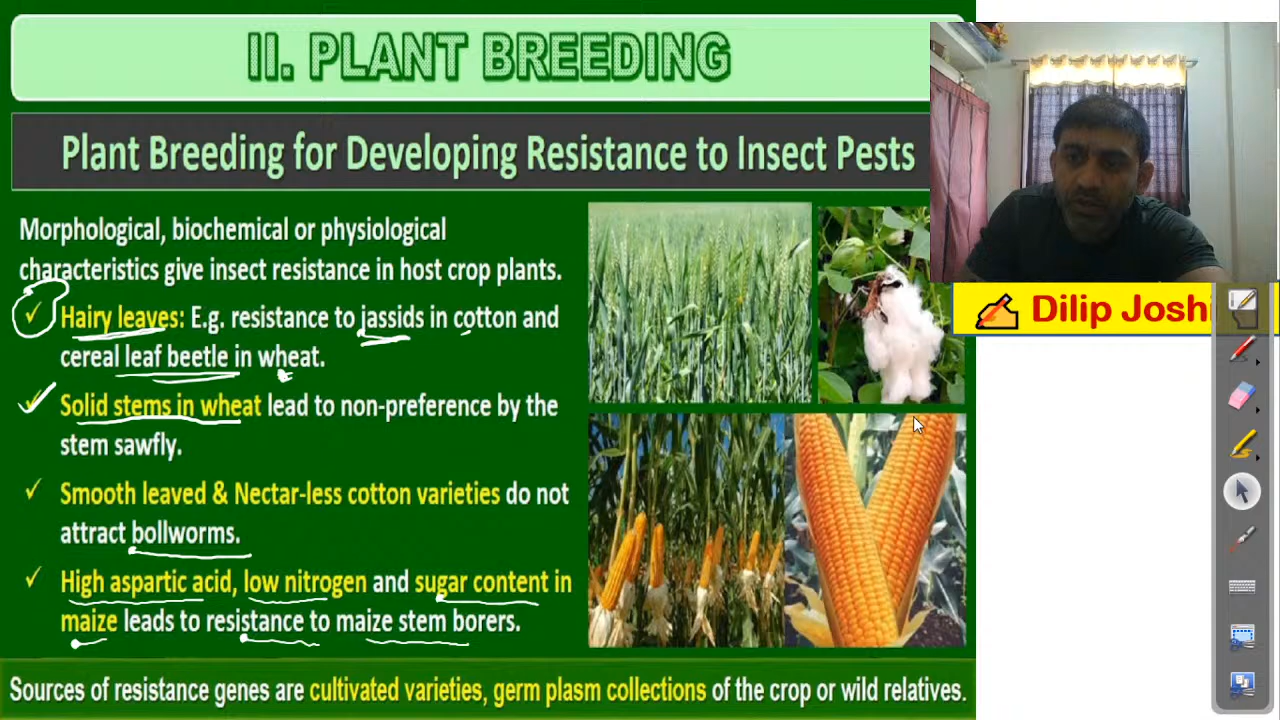 II. PLANT BREEDING
Plant Breeding for Developing Resistance to Insect Pests
Morphological, biochemical or physiological
characteristics give insect resistance in host crop plants.
✓ Hairy leaves: E.g. resistance to jassids in cotton and
cereal leaf beetle in wheat.
✓ Solid stems in wheat lead to non-preference by the
stem sawfly.
✓ Smooth leaved & Nectar-less cotton varieties do not
attract bollworms.
✓ High aspartic acid, low nitrogen and sugar content in
maize leads to resistance to maize stem borers.
Sources of resistance genes are cultivated varieties, germ plasm collections of the crop or wild relatives.
Dilip Joshi